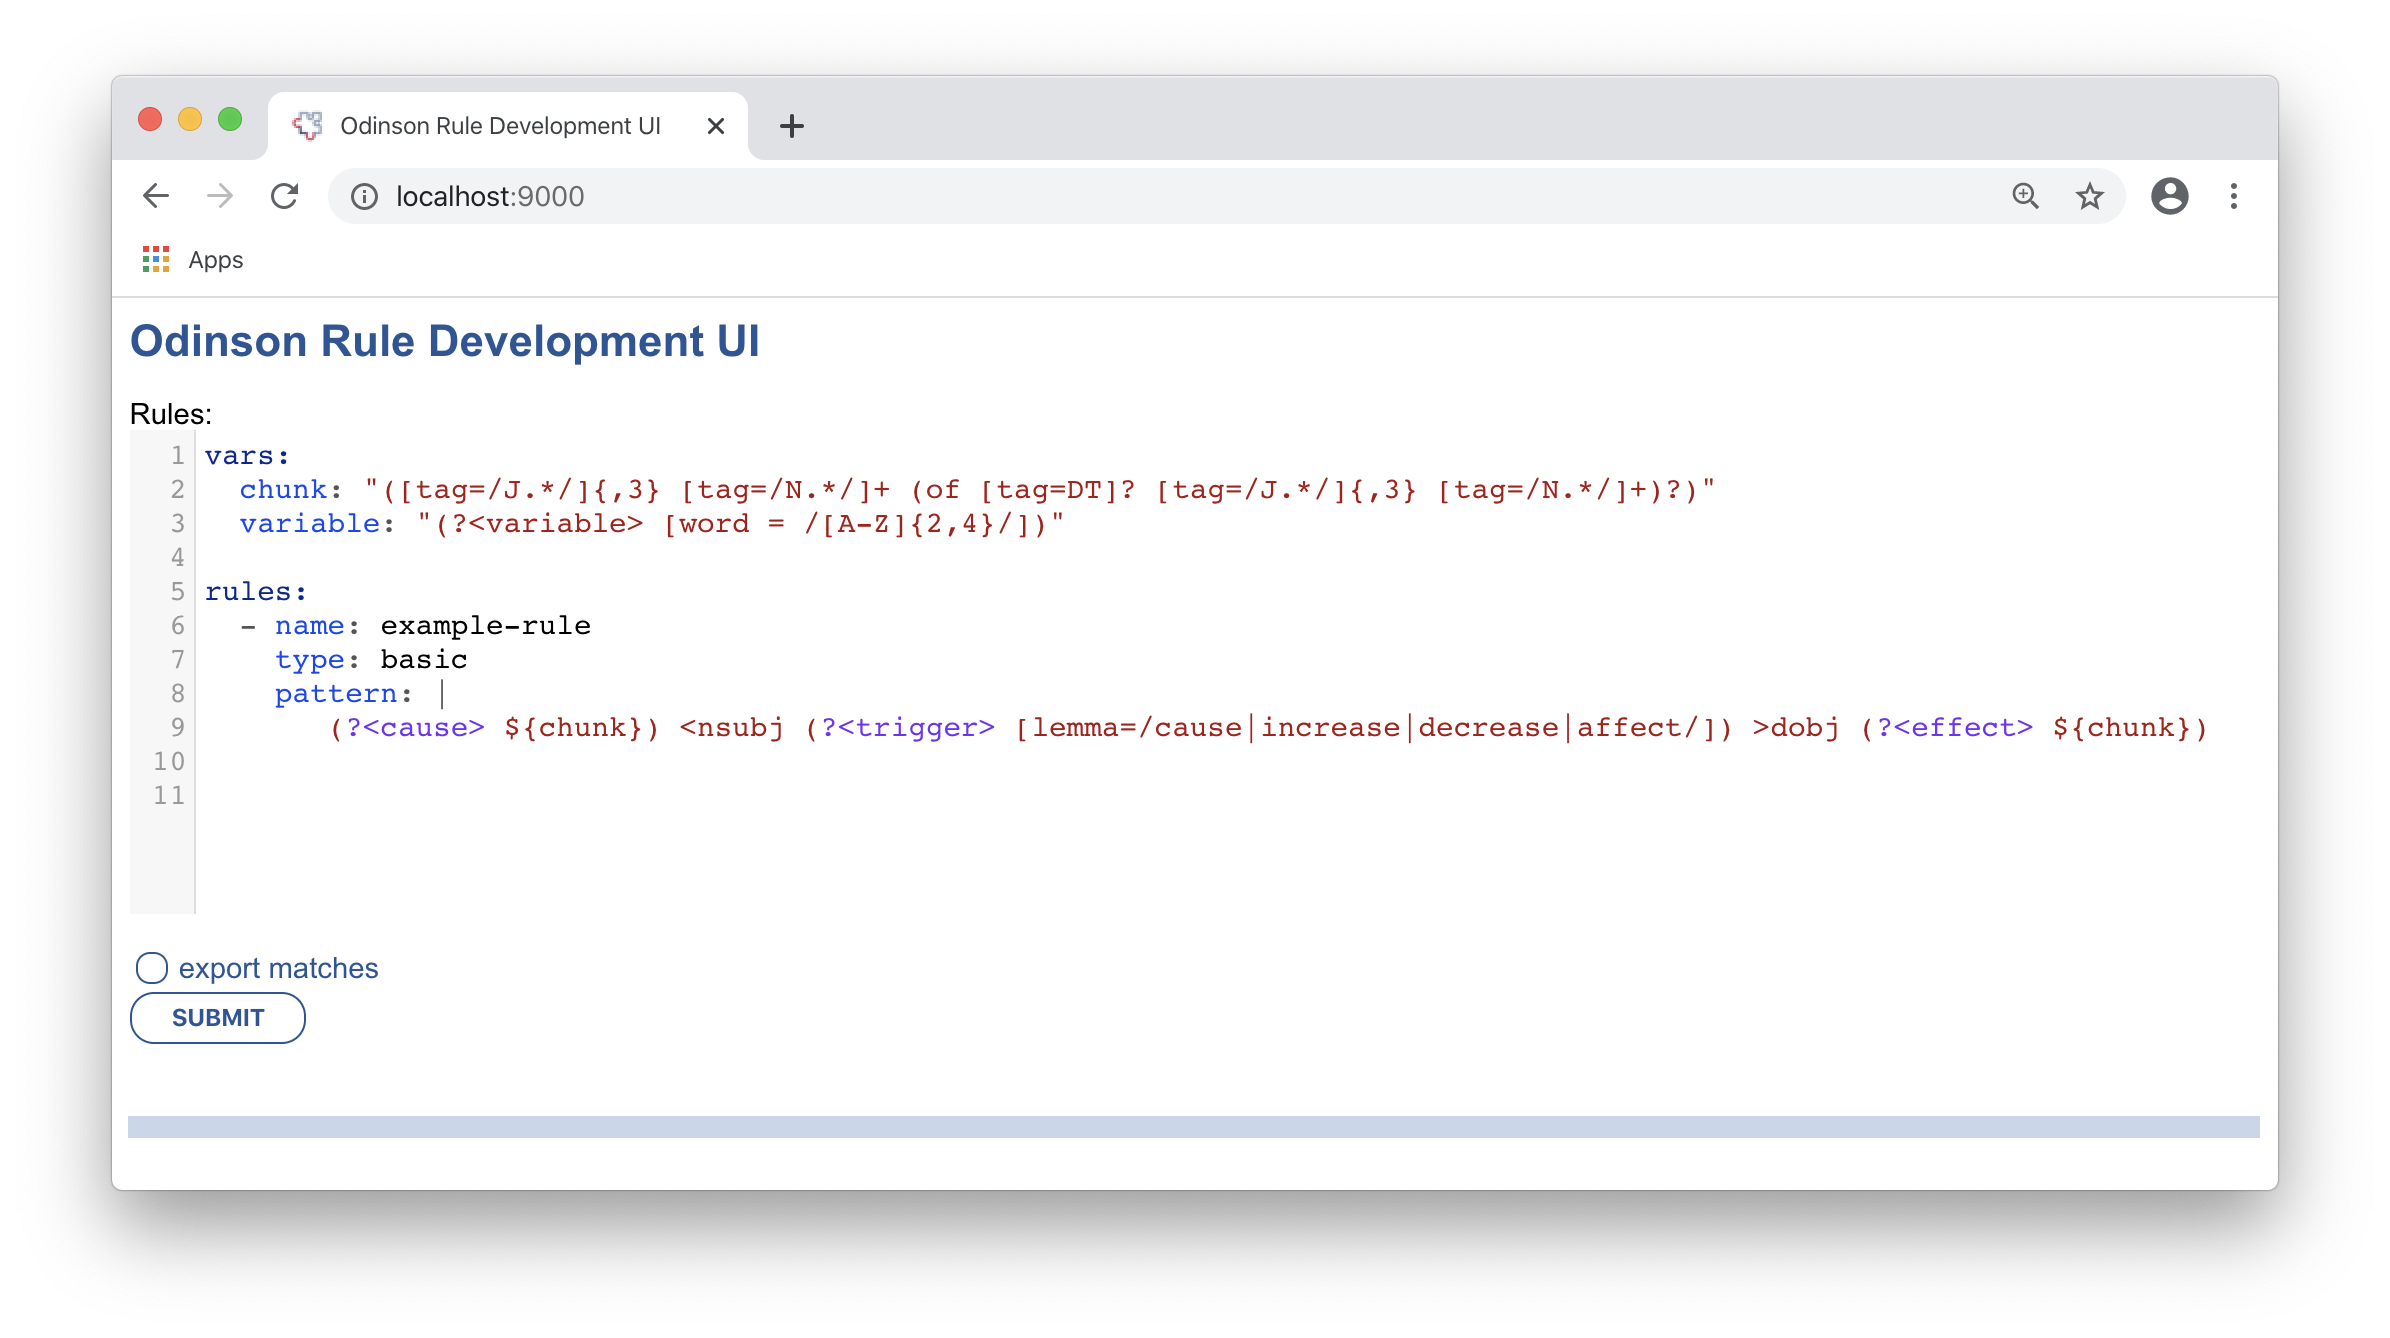 Odinson Rule Development UI
localhost:9000
Apps
Odinson Rule Development UI
Rules:
1 vars:
2   chunk: "([tag=/J.*/]{,3} [tag=/N.*/]+ (of [tag=DT]? [tag=/J.*/]{,3} [tag=/N.*/]+)?)"
3   variable: "(?<variable> [word = /[A-Z]{2,4}/])"
4
5 rules:
6   - name: example-rule
7     type: basic
8     pattern: |
9        (?<cause> ${chunk}) <nsubj (?<trigger> [lemma=/cause|increase|decrease|affect/]) >dobj (?<effect> ${chunk})
10
11
export matches
SUBMIT